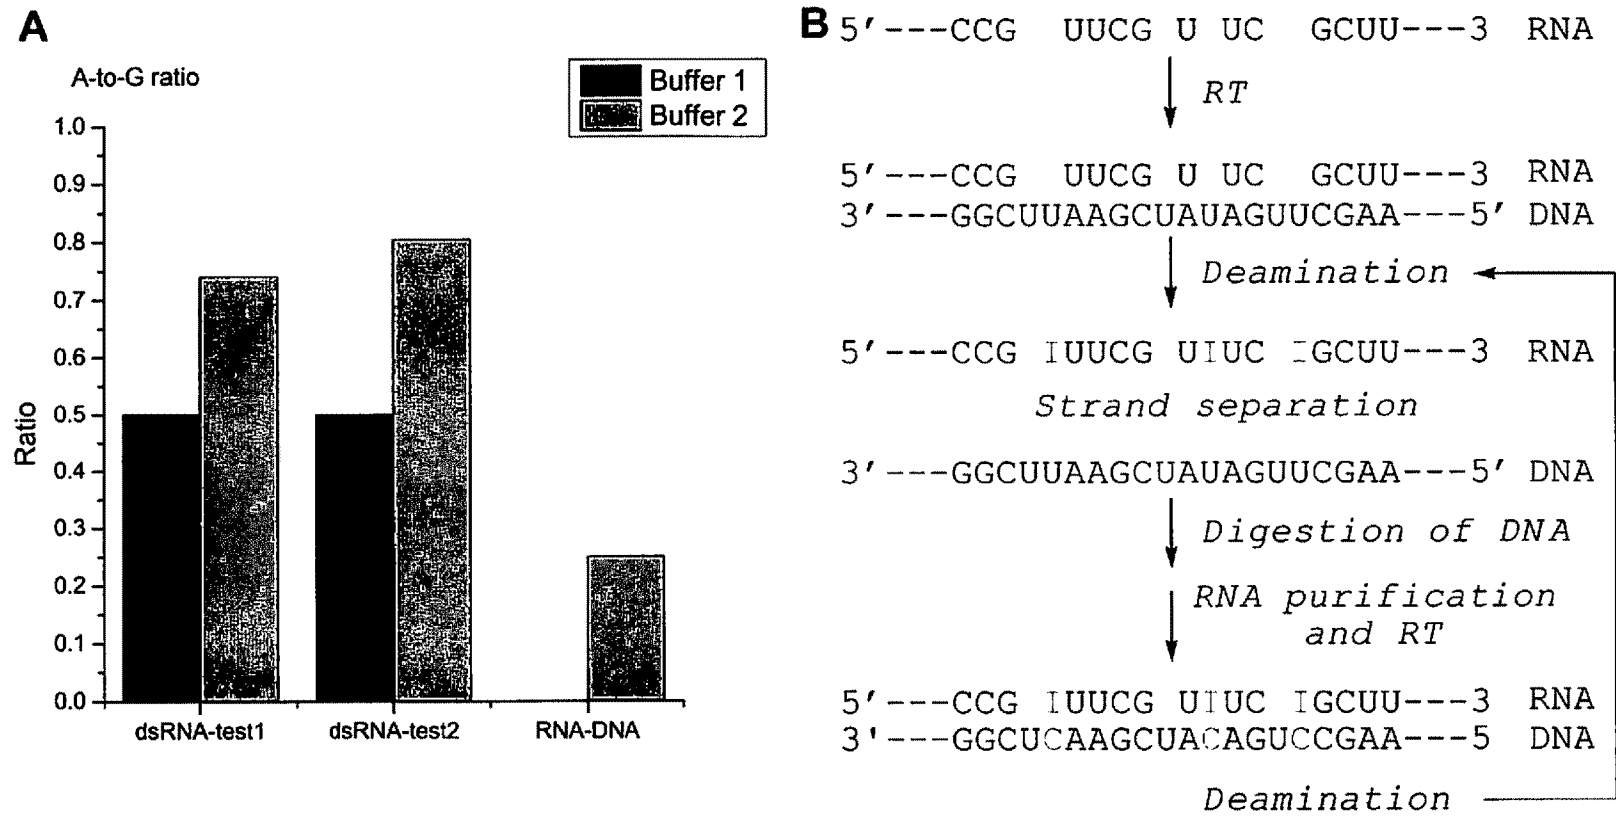 A
A-to-G ratio
Buffer 1
Buffer 2
1.0
0.9
0.8
0.7
0.6
0.5
0.4
0.3
0.2
0.1
0.0
Ratio
dsRNA-test1 dsRNA-test2 RNA-DNA
B
5'---CCG UUCG U UC GCUU---3 RNA
RT
5'---CCG UUCG U UC GCUU---3 RNA
3'---GGCUUAAGCUAUAGUUCGAA---5' DNA
Deamination
5'---CCG IUUCG UIUC IGCUU---3 RNA
Strand separation
3'---GGCUUAAGCUAUAGUUCGAA---5' DNA
Digestion of DNA
RNA purification
and RT
5'---CCG IUUCG UIUC IGCUU---3 RNA
3'---GGCUCAAGCUACAGUCCGAA---5 DNA
Deamination